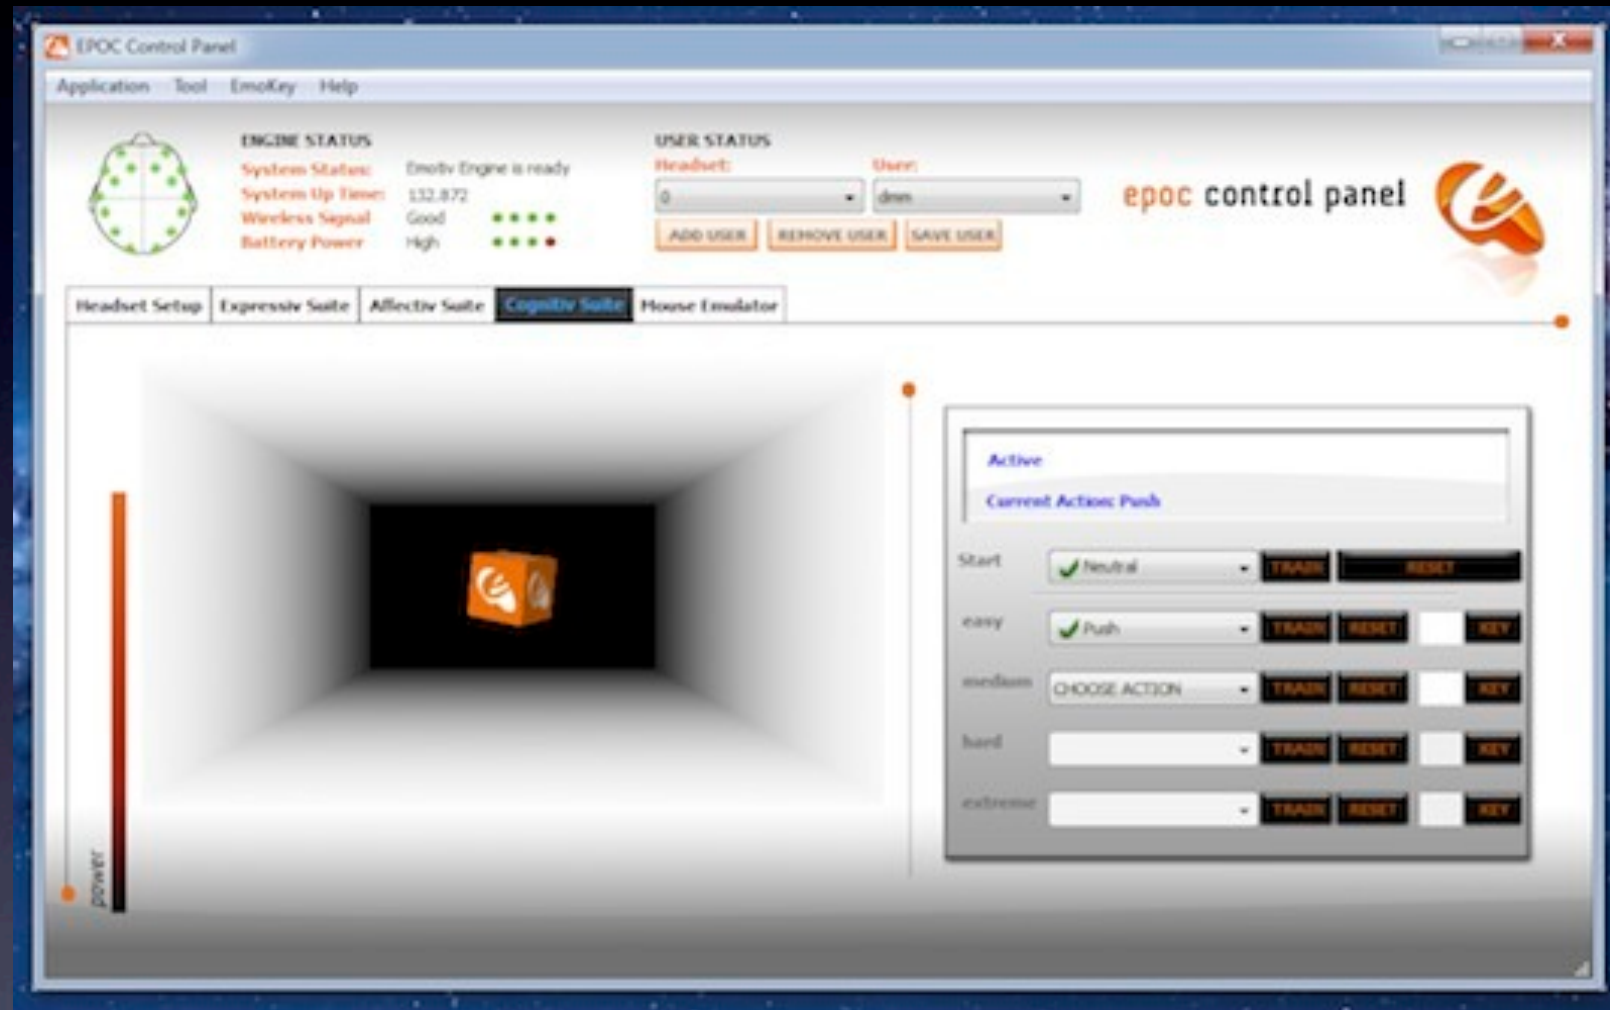 EPOC Control Panel
Application Tool EmoKey Help
ENGINE STATUS
System Status: Emotiv Engine is ready
System Up Time: 132.872
Wireless Signal Good
Battery Power High
USER STATUS
Headset: User:
0 dmm
ADD USER REMOVE USER SAVE USER
epoc control panel
Headset Setup Expressiv Suite Affectiv Suite Cognitiv Suite Mouse Emulator
Active
Current Action: Push
Start Neutral TRAIN RESET
easy Push TRAIN RESET KEY
medium CHOOSE ACTION TRAIN RESET KEY
hard TRAIN RESET KEY
extreme TRAIN RESET KEY
power